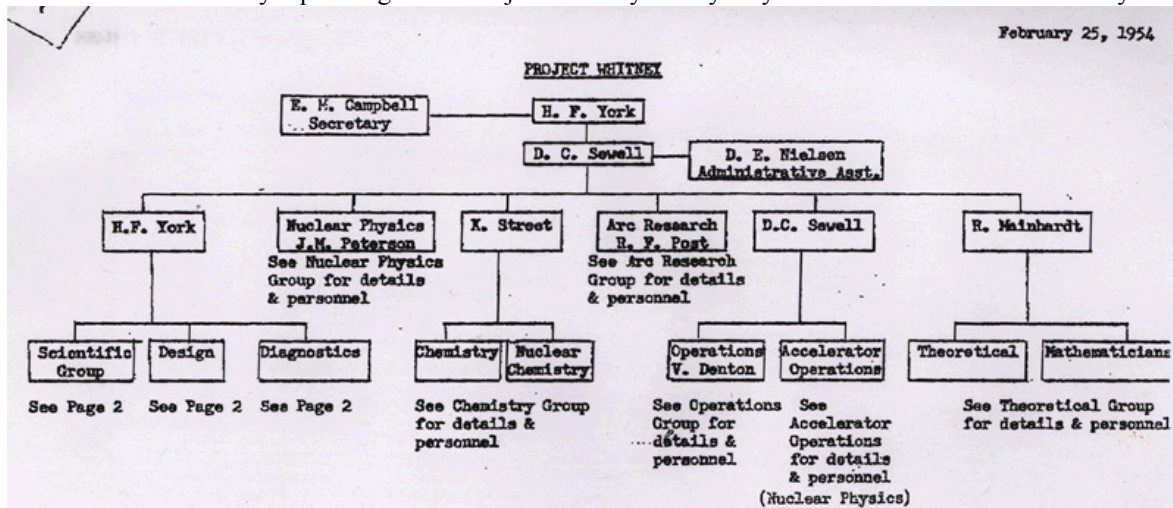 February 25, 1954
PROJECT WHITNEY
E. M. Campbell
Secretary
H. F. York
D. C. Sewell
D. E. Nielsen
Administrative Asst.
H.F. York
Nuclear Physics
J.M. Peterson
See Nuclear Physics
Group for details
& personnel
K. Street
Arc Research
R. F. Post
See Arc Research
Group for details
& personnel
D.C. Sewell
R. Mainhardt
Scientific
Group
See Page 2
Design
See Page 2
Diagnostics
See Page 2
Chemistry
Nuclear
Chemistry
See Chemistry Group
for details &
personnel
Operations
V. Denton
See Operations
Group for
details &
personnel
Accelerator
Operations
See
Accelerator
Operations
for details
& personnel
(Nuclear Physics)
Theoretical
Mathematicians
See Theoretical Group
for details & personnel